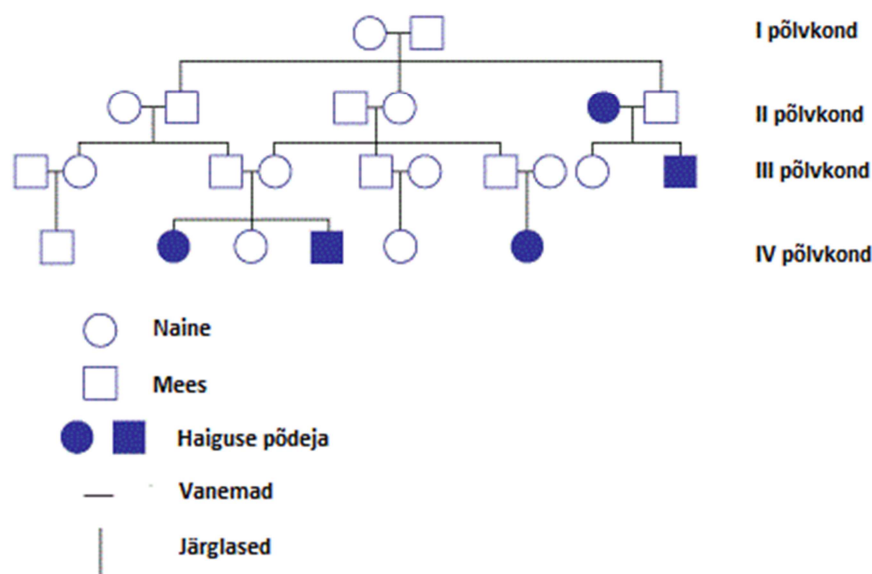 I põlvkond
II põlvkond
III põlvkond
IV põlvkond
Naine
Mees
Haiguse põdeja
Vanemad
Järglased